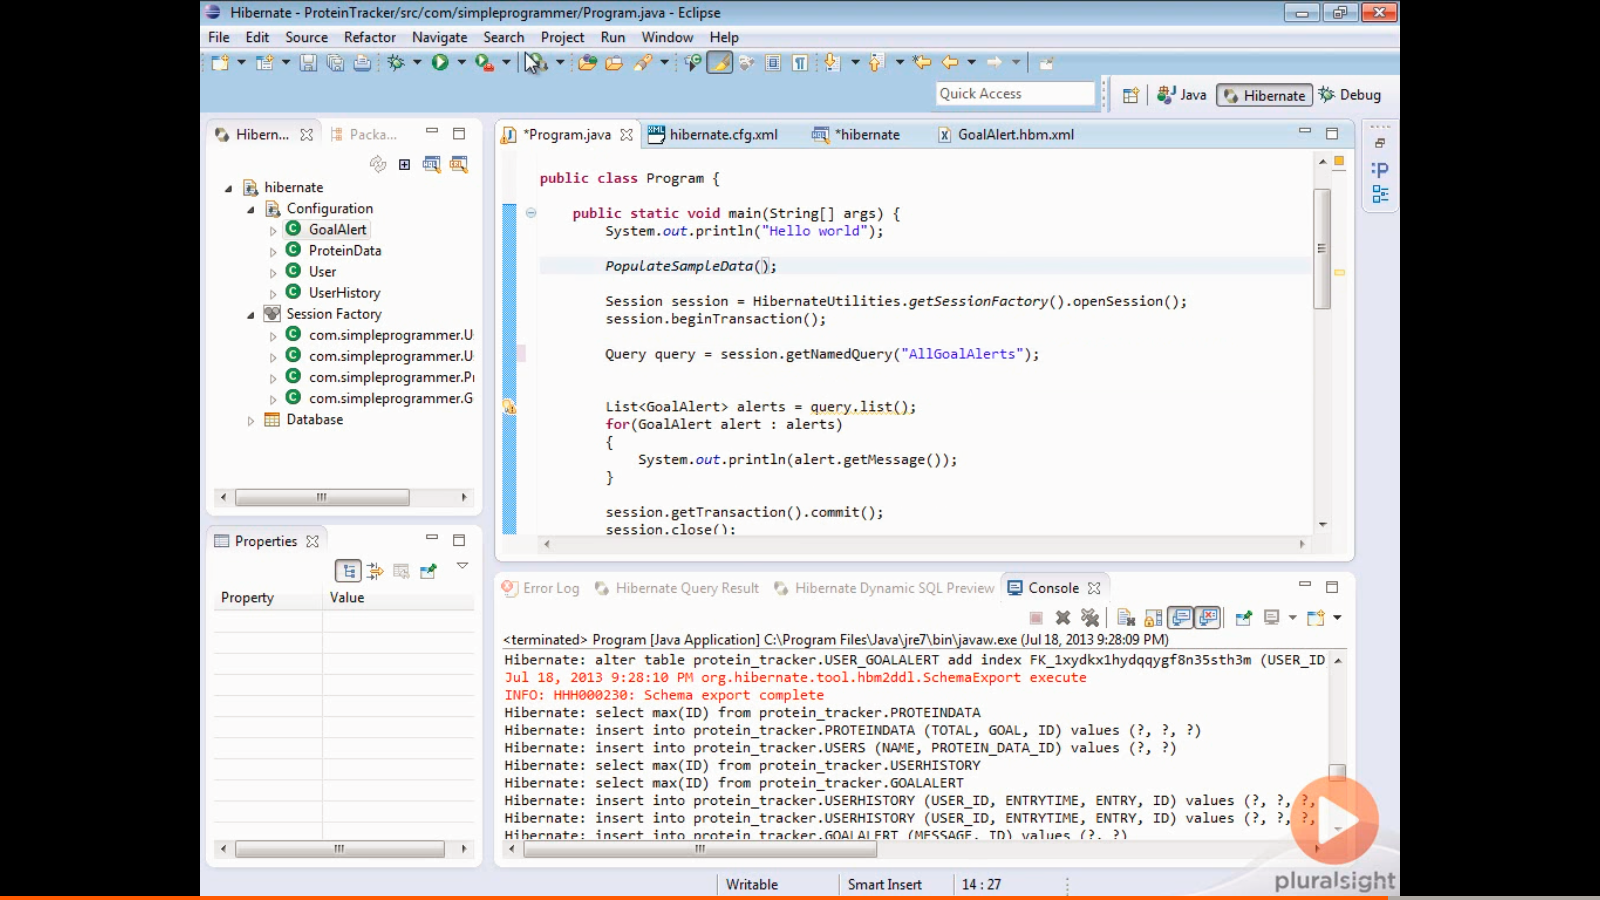 Hibernate - ProteinTracker/src/com/simpleprogrammer/Program.java - Eclipse
File Edit Source Refactor Navigate Search Project Run Window Help
Quick Access
Java Hibernate Debug
Hibern... Packa...
hibernate
Configuration
GoalAlert
ProteinData
User
UserHistory
Session Factory
com.simpleprogrammer.U
com.simpleprogrammer.U
com.simpleprogrammer.P
com.simpleprogrammer.G
Database
*Program.java hibernate.cfg.xml *hibernate GoalAlert.hbm.xml
public class Program {
public static void main(String[] args) {
System.out.println("Hello world");
PopulateSampleData();
Session session = HibernateUtilities.getSessionFactory().openSession();
session.beginTransaction();
Query query = session.getNamedQuery("AllGoalAlerts");
List<GoalAlert> alerts = query.list();
for(GoalAlert alert : alerts)
{
System.out.println(alert.getMessage());
}
session.getTransaction().commit();
session.close();
Properties
Property Value
Error Log Hibernate Query Result Hibernate Dynamic SQL Preview Console
<terminated> Program [Java Application] C:\Program Files\Java\jre7\bin\javaw.exe (Jul 18, 2013 9:28:09 PM)
Hibernate: alter table protein_tracker.USER_GOALALERT add index FK_1xydkx1hydqqygf8n35sth3m (USER_ID
Jul 18, 2013 9:28:10 PM org.hibernate.tool.hbm2ddl.SchemaExport execute
INFO: HHH000230: Schema export complete
Hibernate: select max(ID) from protein_tracker.PROTEINDATA
Hibernate: insert into protein_tracker.PROTEINDATA (TOTAL, GOAL, ID) values (?, ?, ?)
Hibernate: insert into protein_tracker.USERS (NAME, PROTEIN_DATA_ID) values (?, ?)
Hibernate: select max(ID) from protein_tracker.USERHISTORY
Hibernate: select max(ID) from protein_tracker.GOALALERT
Hibernate: insert into protein_tracker.USERHISTORY (USER_ID, ENTRYTIME, ENTRY, ID) values (?, ?, ?,
Hibernate: insert into protein_tracker.USERHISTORY (USER_ID, ENTRYTIME, ENTRY, ID) values (?, ?, ?,
Hibernate: insert into protein_tracker.GOALALERT (MESSAGE, ID) values (?, ?)
Writable Smart Insert 14 : 27
pluralsight